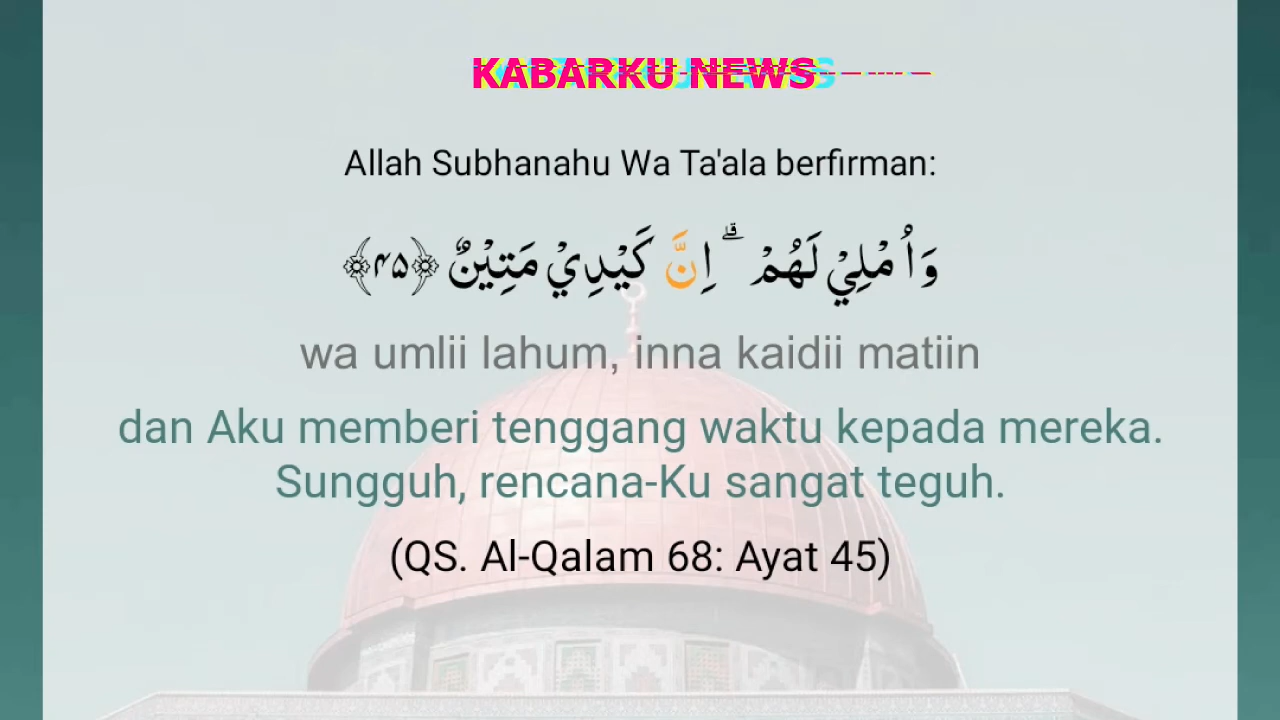 KABARKU NEWS
Allah Subhanahu Wa Ta'ala berfirman:
وَاُمْلِيْ لَهُمْ ۗ اِنَّ كَيْدِيْ مَتِيْنٌ ﴿۴۵﴾
wa umlii lahum, inna kaidii matiin
dan Aku memberi tenggang waktu kepada mereka.
Sungguh, rencana-Ku sangat teguh.
(QS. Al-Qalam 68: Ayat 45)